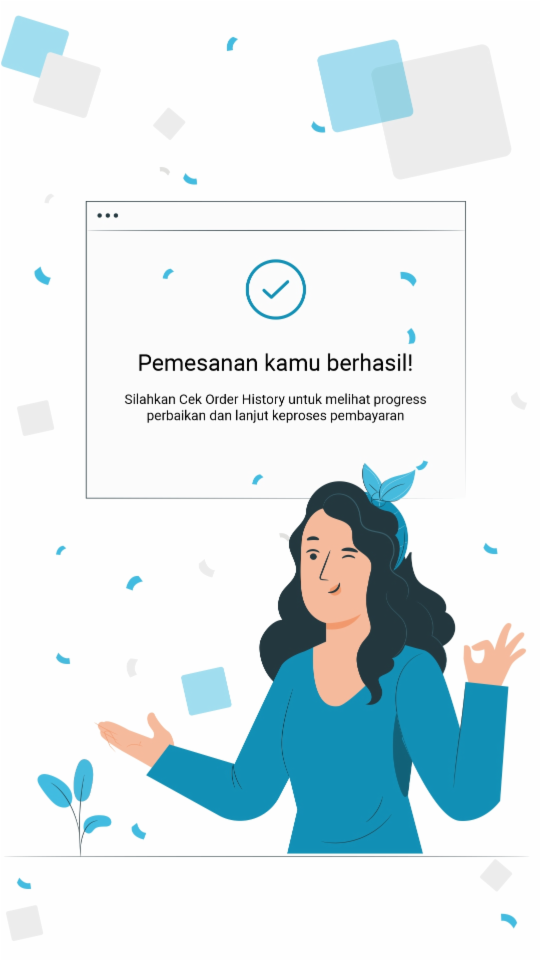 Pemesanan kamu berhasil!
Silahkan Cek Order History untuk melihat progress
perbaikan dan lanjut keproses pembayaran